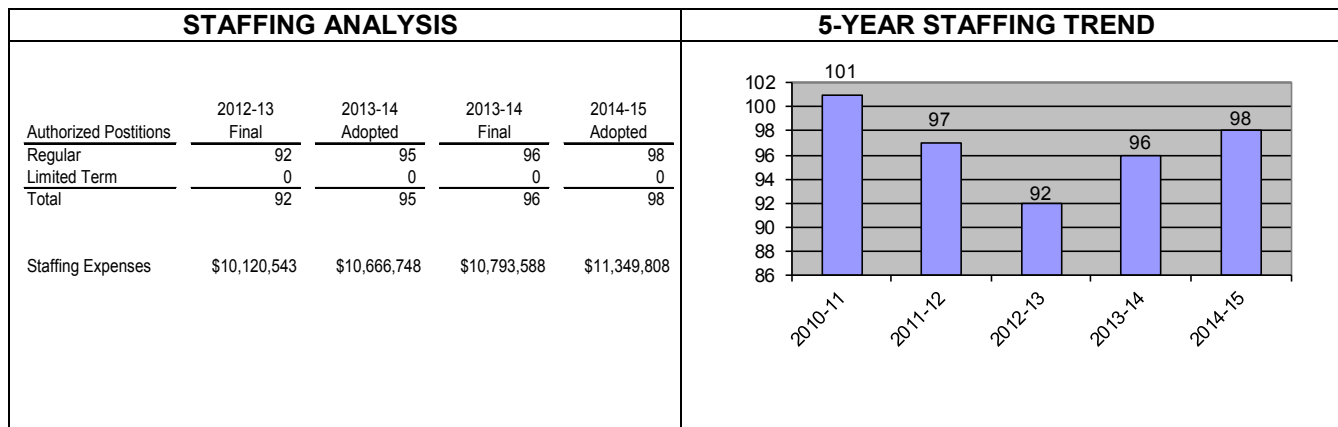 STAFFING ANALYSIS
2012-13 2013-14 2013-14 2014-15
Authorized Postitions Final Adopted Final Adopted
Regular 92 95 96 98
Limited Term 0 0 0 0
Total 92 95 96 98
Staffing Expenses $10,120,543 $10,666,748 $10,793,588 $11,349,808
5-YEAR STAFFING TREND
102
100
98
96
94
92
90
88
86
101
97
92
96
98
2010-11
2011-12
2012-13
2013-14
2014-15